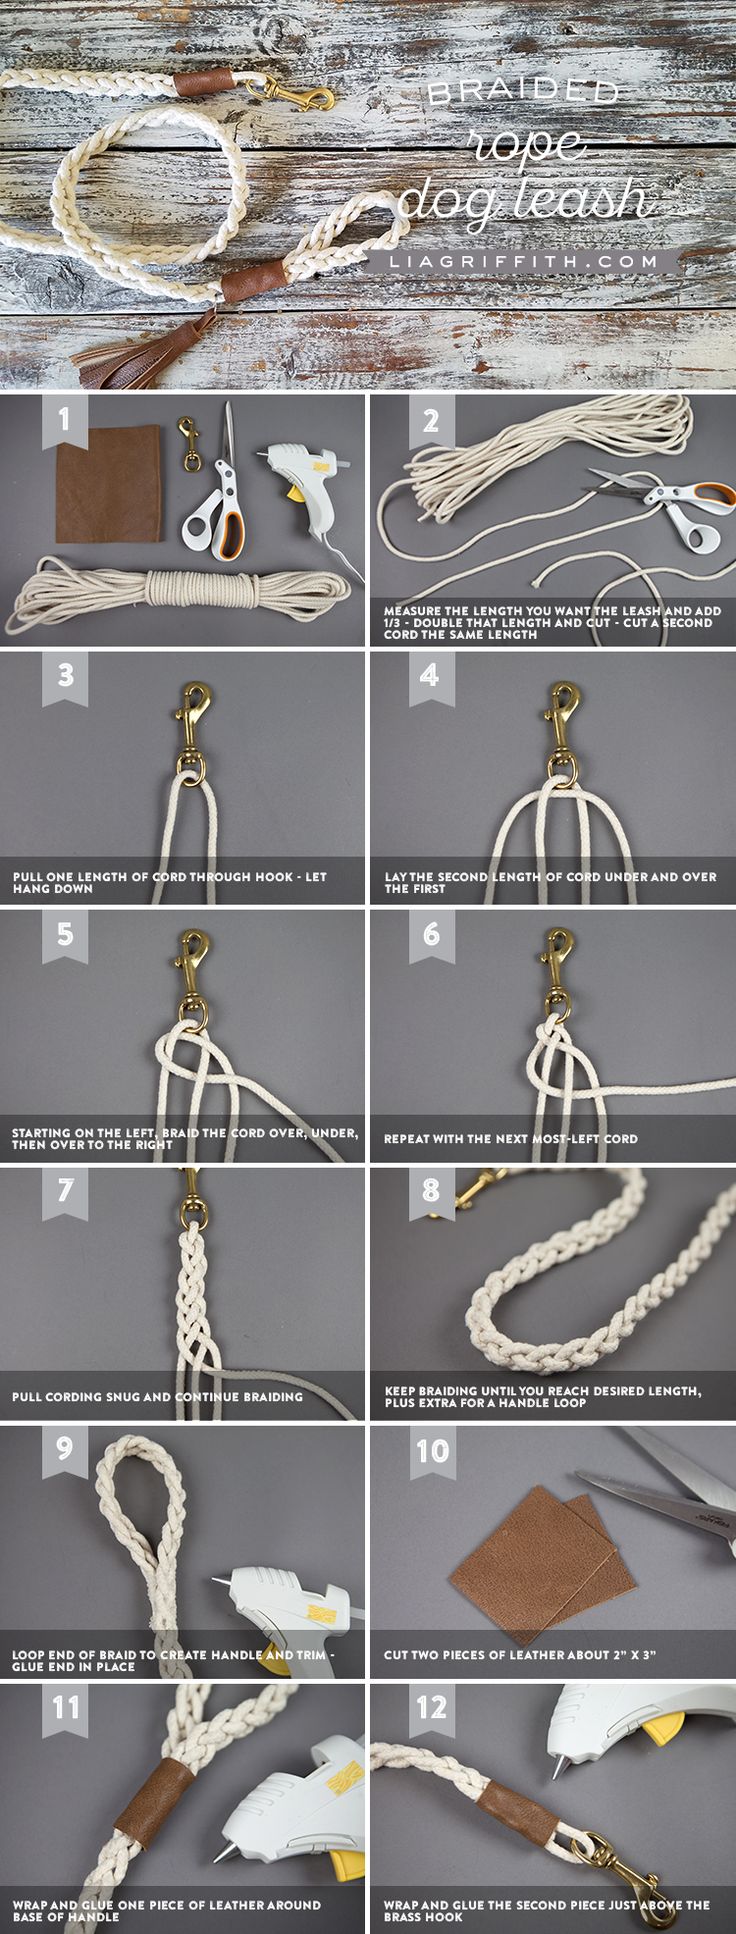 BRAIDED
rope
dog leash
LIAGRIFFITH.COM
1
2
MEASURE THE LENGTH YOU WANT THE LEASH AND ADD
1/3 - DOUBLE THAT LENGTH AND CUT - CUT A SECOND
CORD THE SAME LENGTH
3
PULL ONE LENGTH OF CORD THROUGH HOOK - LET
HANG DOWN
4
LAY THE SECOND LENGTH OF CORD UNDER AND OVER
THE FIRST
5
STARTING ON THE LEFT, BRAID THE CORD OVER, UNDER,
THEN OVER TO THE RIGHT
6
REPEAT WITH THE NEXT MOST-LEFT CORD
7
PULL CORDING SNUG AND CONTINUE BRAIDING
8
KEEP BRAIDING UNTIL YOU REACH DESIRED LENGTH,
PLUS EXTRA FOR A HANDLE LOOP
9
LOOP END OF BRAID TO CREATE HANDLE AND TRIM -
GLUE END IN PLACE
10
CUT TWO PIECES OF LEATHER ABOUT 2” X 3”
11
WRAP AND GLUE ONE PIECE OF LEATHER AROUND
BASE OF HANDLE
12
WRAP AND GLUE THE SECOND PIECE JUST ABOVE THE
BRASS HOOK